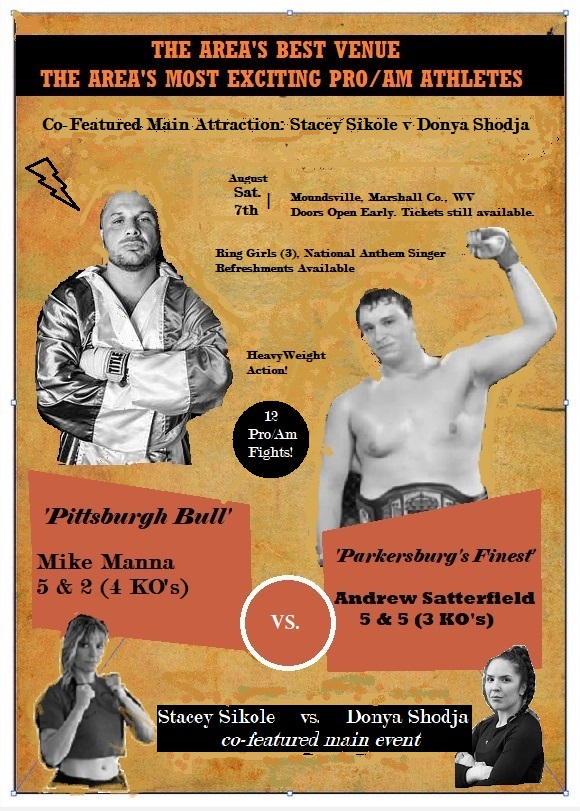 THE AREA'S BEST VENUE
THE AREA'S MOST EXCITING PRO/AM ATHLETES
Co-Featured Main Attraction: Stacey Sikole v Donya Shodja
August
Sat.
7th
Moundsville, Marshall Co., WV
Doors Open Early. Tickets still available.
Ring Girls (3), National Anthem Singer
Refreshments Available
HeavyWeight
Action!
TITLE
12
Pro/Am
Fights!
'Pittsburgh Bull'
Mike Manna
5 & 2 (4 KO's)
'Parkersburg's Finest'
Andrew Satterfield
5 & 5 (3 KO's)
VS.
Stacey Sikole vs. Donya Shodja
co-featured main event